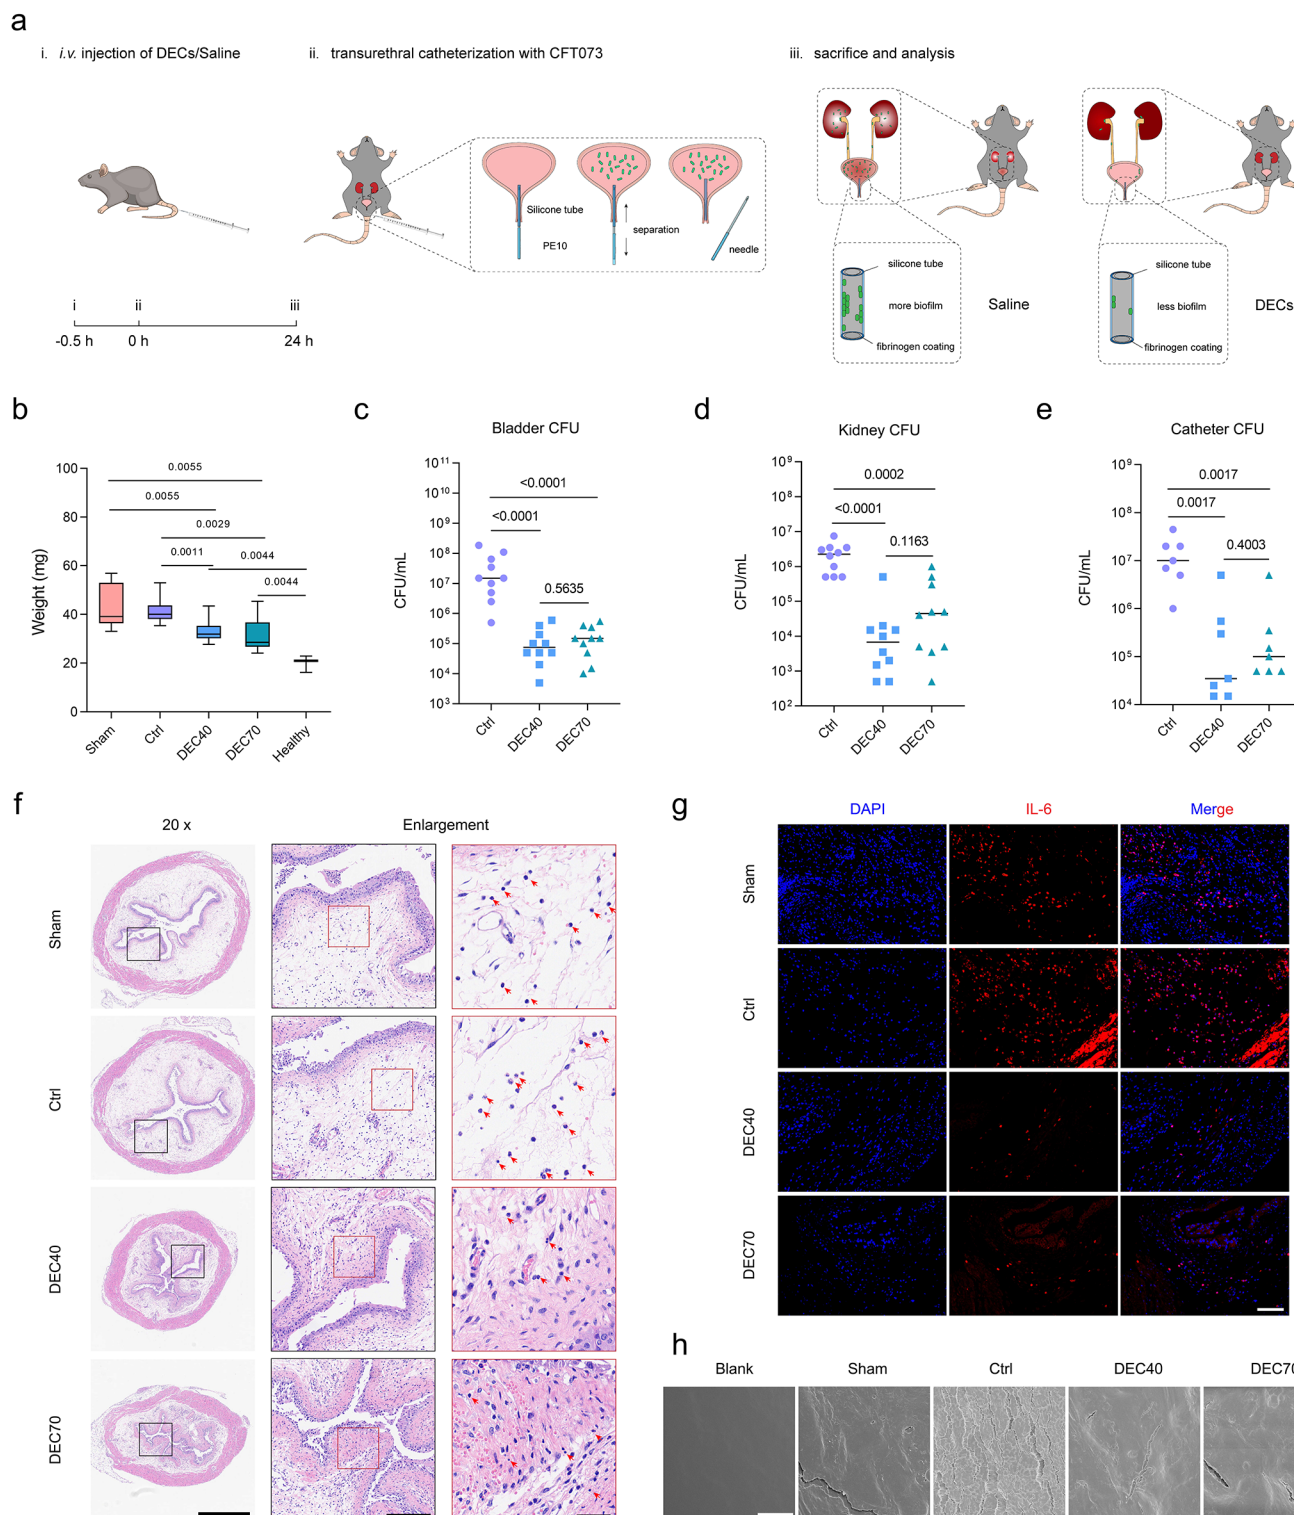 a
i. i.v. injection of DECs/Saline
ii. transurethral catheterization with CFT073
iii. sacrifice and analysis
Silicone tube
PE10
separation
needle
silicone tube
more biofilm
fibrinogen coating
Saline
silicone tube
less biofilm
fibrinogen coating
DECs
i ii iii
-0.5 h 0 h 24 h
b
Weight (mg)
100
80
60
40
20
0
0.0055
0.0055
0.0029
0.0011
0.0044
0.0044
Sham
Ctrl
DEC40
DEC70
Healthy
c
Bladder CFU
CFU/mL
10¹¹
10¹⁰
10⁹
10⁸
10⁷
10⁶
10⁵
10⁴
10³
<0.0001
<0.0001
0.5635
Ctrl
DEC40
DEC70
d
Kidney CFU
CFU/mL
10⁹
10⁸
10⁷
10⁶
10⁵
10⁴
10³
10²
0.0002
<0.0001
0.1163
Ctrl
DEC40
DEC70
e
Catheter CFU
CFU/mL
10⁹
10⁸
10⁷
10⁶
10⁵
10⁴
0.0017
0.0017
0.4003
Ctrl
DEC40
DEC70
f
20 x
Enlargement
Sham
Ctrl
DEC40
DEC70
g
DAPI
IL-6
Merge
Sham
Ctrl
DEC40
DEC70
h
Blank
Sham
Ctrl
DEC40
DEC70